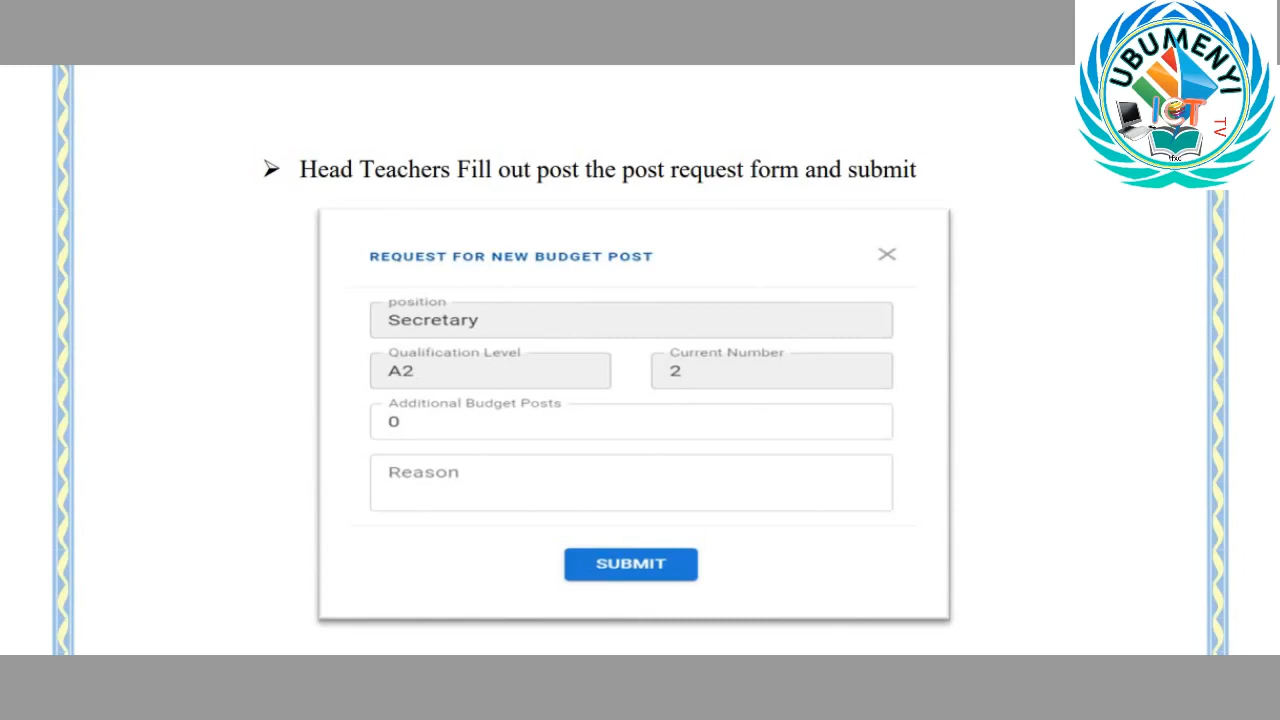 UBUMENYI
ICT
TV
➢ Head Teachers Fill out post the post request form and submit
REQUEST FOR NEW BUDGET POST
position
Secretary
Qualification Level
Current Number
A2
2
Additional Budget Posts
0
Reason
SUBMIT